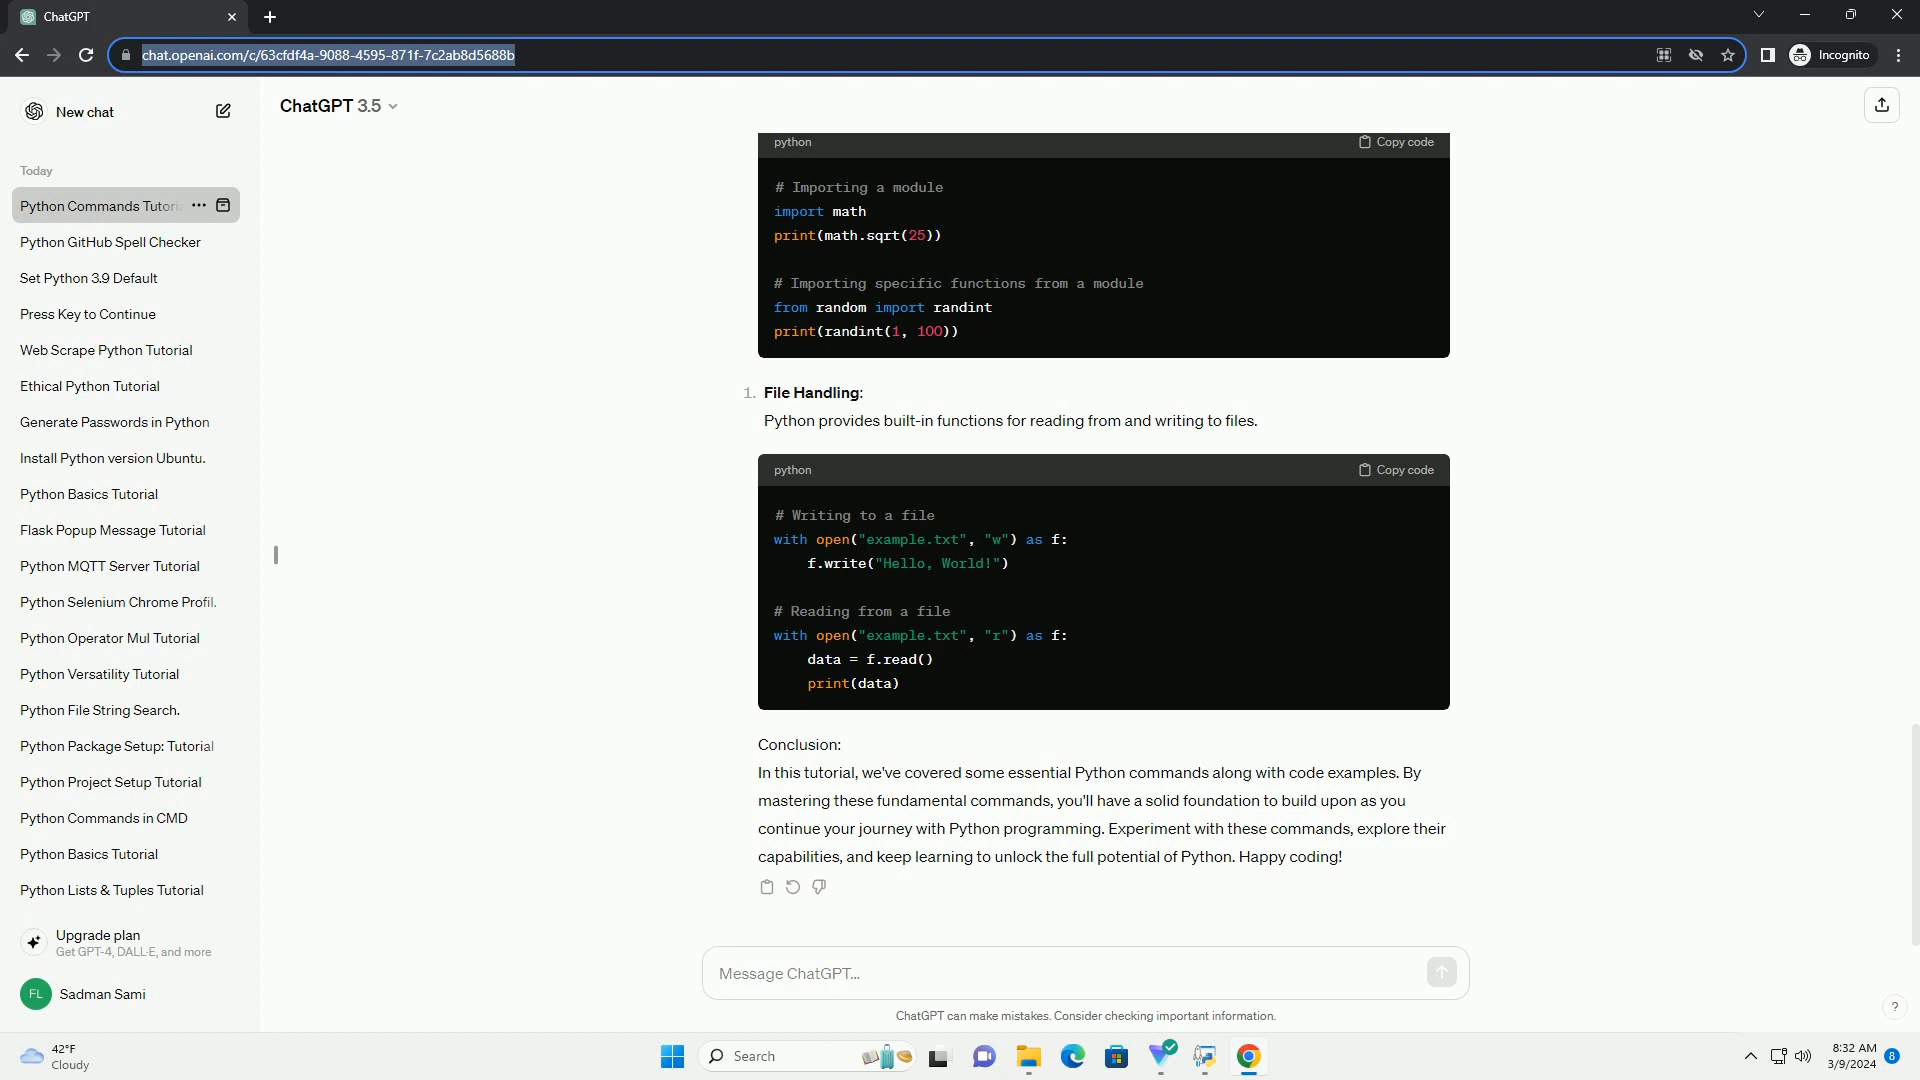 ChatGPT
chat.openai.com/c/63cfdf4a-9088-4595-871f-7c2ab8d5688b
Incognito
New chat
Today
Python Commands Tutori
Python GitHub Spell Checker
Set Python 3.9 Default
Press Key to Continue
Web Scrape Python Tutorial
Ethical Python Tutorial
Generate Passwords in Python
Install Python version Ubuntu.
Python Basics Tutorial
Flask Popup Message Tutorial
Python MQTT Server Tutorial
Python Selenium Chrome Profil.
Python Operator Mul Tutorial
Python Versatility Tutorial
Python File String Search.
Python Package Setup: Tutorial
Python Project Setup Tutorial
Python Commands in CMD
Python Basics Tutorial
Python Lists & Tuples Tutorial
Upgrade plan
Get GPT-4, DALL·E, and more
FL Sadman Sami
ChatGPT 3.5
python Copy code
# Importing a module
import math
print(math.sqrt(25))
# Importing specific functions from a module
from random import randint
print(randint(1, 100))
1. File Handling:
Python provides built-in functions for reading from and writing to files.
python Copy code
# Writing to a file
with open("example.txt", "w") as f:
f.write("Hello, World!")
# Reading from a file
with open("example.txt", "r") as f:
data = f.read()
print(data)
Conclusion:
In this tutorial, we've covered some essential Python commands along with code examples. By
mastering these fundamental commands, you'll have a solid foundation to build upon as you
continue your journey with Python programming. Experiment with these commands, explore their
capabilities, and keep learning to unlock the full potential of Python. Happy coding!
Message ChatGPT...
ChatGPT can make mistakes. Consider checking important information.
?
42°F
Cloudy
Search
8:32 AM
3/9/2024
8